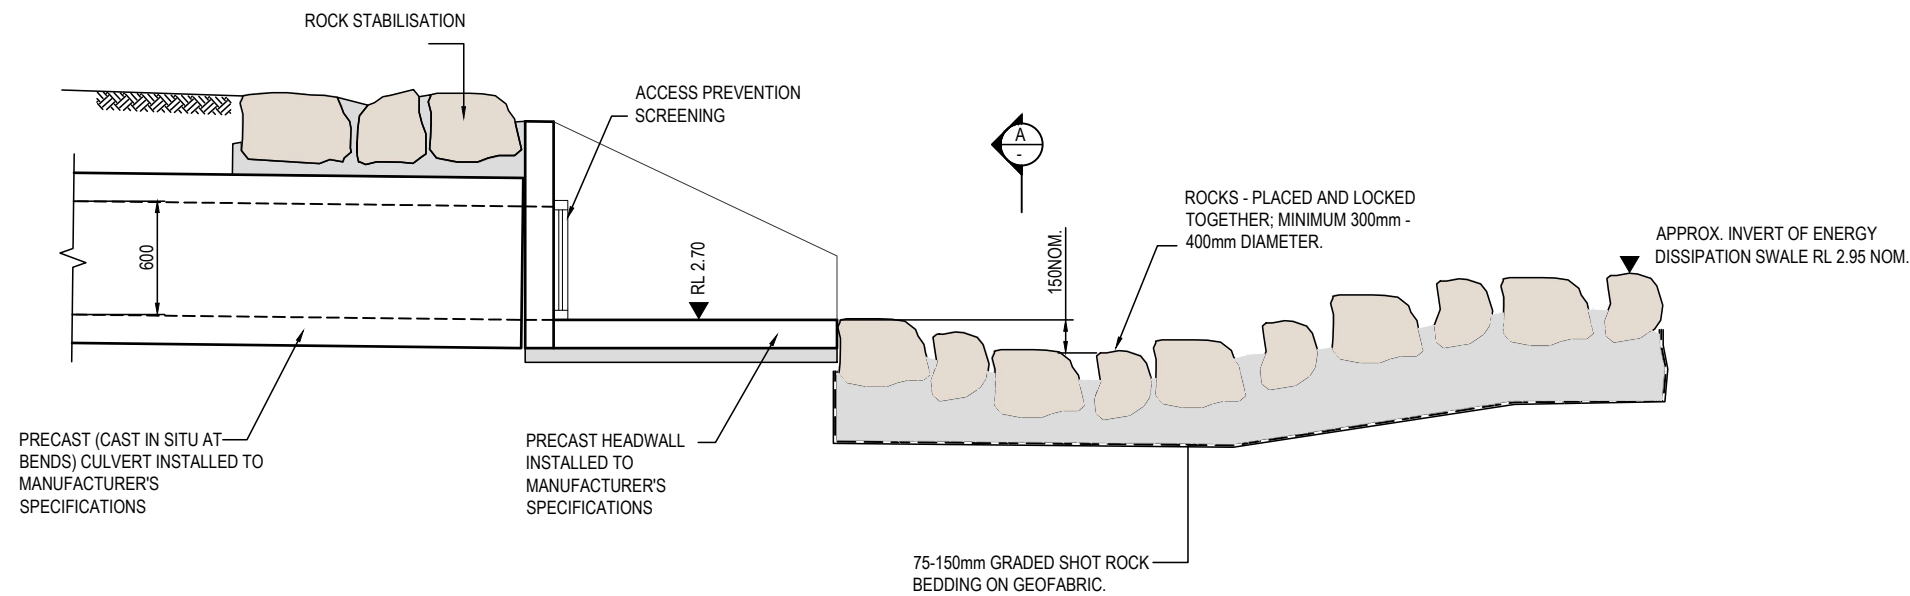 ROCK STABILISATION
ACCESS PREVENTION
SCREENING
A
-
ROCKS - PLACED AND LOCKED
TOGETHER; MINIMUM 300mm -
400mm DIAMETER.
APPROX. INVERT OF ENERGY
DISSIPATION SWALE RL 2.95 NOM.
600
RL 2.70
150NOM.
PRECAST (CAST IN SITU AT
BENDS) CULVERT INSTALLED TO
MANUFACTURER'S
SPECIFICATIONS
PRECAST HEADWALL
INSTALLED TO
MANUFACTURER'S
SPECIFICATIONS
75-150mm GRADED SHOT ROCK
BEDDING ON GEOFABRIC.